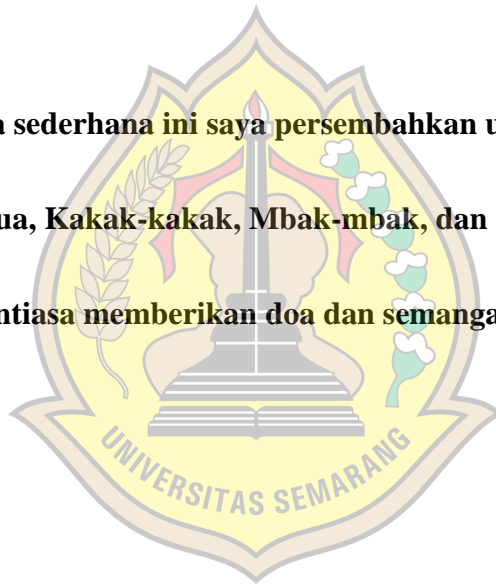 a sederhana ini saya persembahkan u
ua, Kakak-kakak, Mbak-mbak, dan
ntiasa memberikan doa dan semanga
UNIVERSITAS SEMARANG